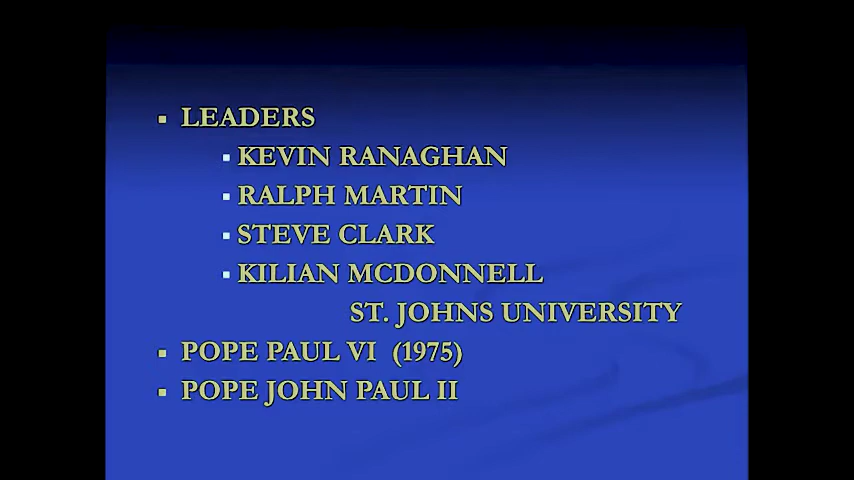 LEADERS
KEVIN RANAGHAN
RALPH MARTIN
STEVE CLARK
KILIAN MCDONNELL
ST. JOHNS UNIVERSITY
POPE PAUL VI (1975)
POPE JOHN PAUL II